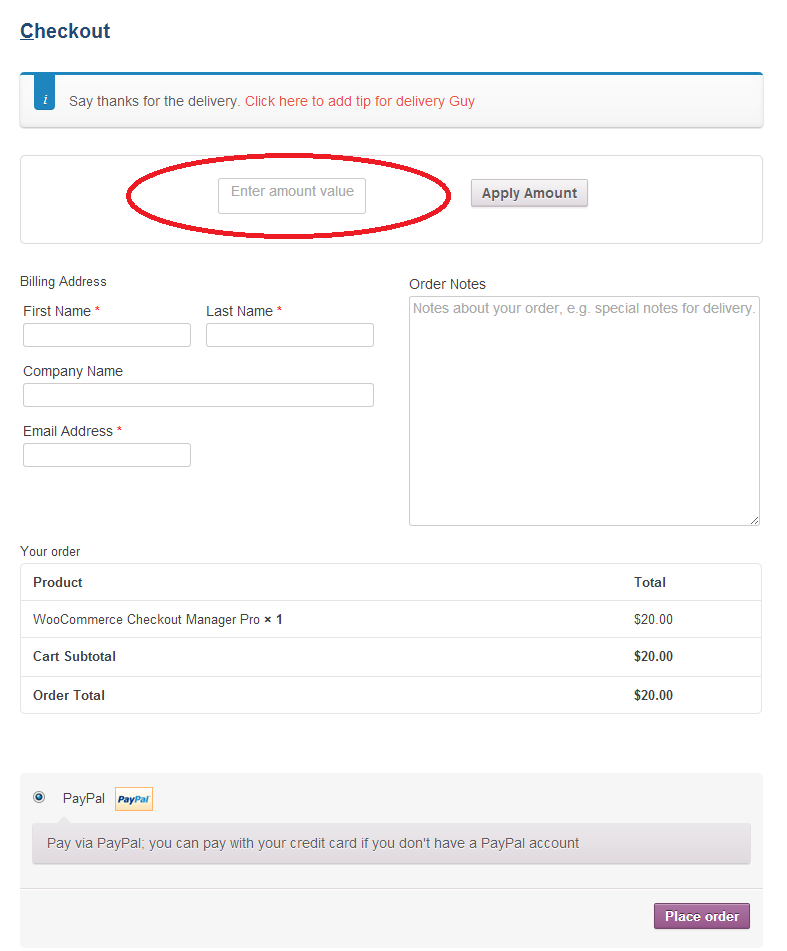 Checkout
i Say thanks for the delivery. Click here to add tip for delivery Guy
Enter amount value
Apply Amount
Billing Address
First Name *
Last Name *
Company Name
Email Address *
Order Notes
Notes about your order, e.g. special notes for delivery.
Your order
Product Total
WooCommerce Checkout Manager Pro × 1 $20.00
Cart Subtotal $20.00
Order Total $20.00
PayPal PayPal
Pay via PayPal; you can pay with your credit card if you don't have a PayPal account
Place order